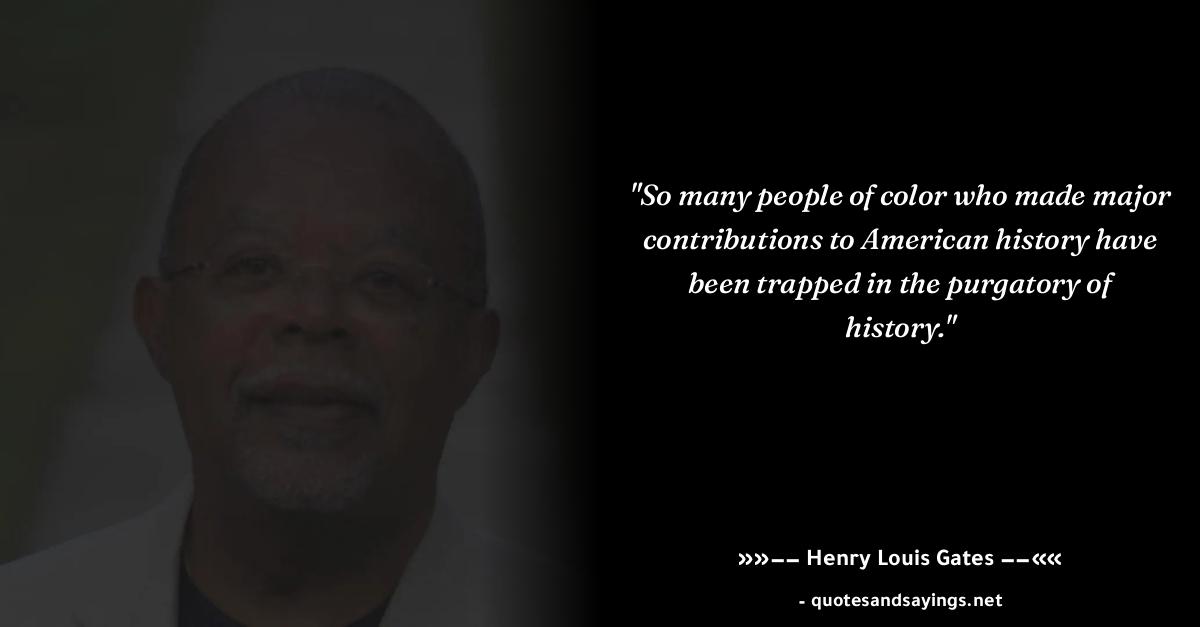 "So many people of color who made major
contributions to American history have
been trapped in the purgatory of
history."
»»−− Henry Louis Gates −−««
- quotesandsayings.net